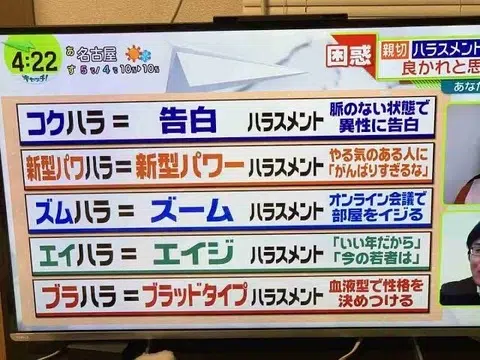 4:22
キャッチ!
あ
す
名古屋
5℃/4℃ 10%10%
困惑
親切
ハラスメント
良かれと思
あなた
コクハラ = 告白 ハラスメント
脈のない状態で
異性に告白
新型パワハラ = 新型パワー ハラスメント
やる気のある人に
「がんばりすぎるな」
ズムハラ = ズーム ハラスメント
オンライン会議で
部屋をイジる
エイハラ = エイジ ハラスメント
「いい年だから」
「今の若者は」
ブラハラ = ブラッドタイプ ハラスメント
血液型で性格を
決めつける